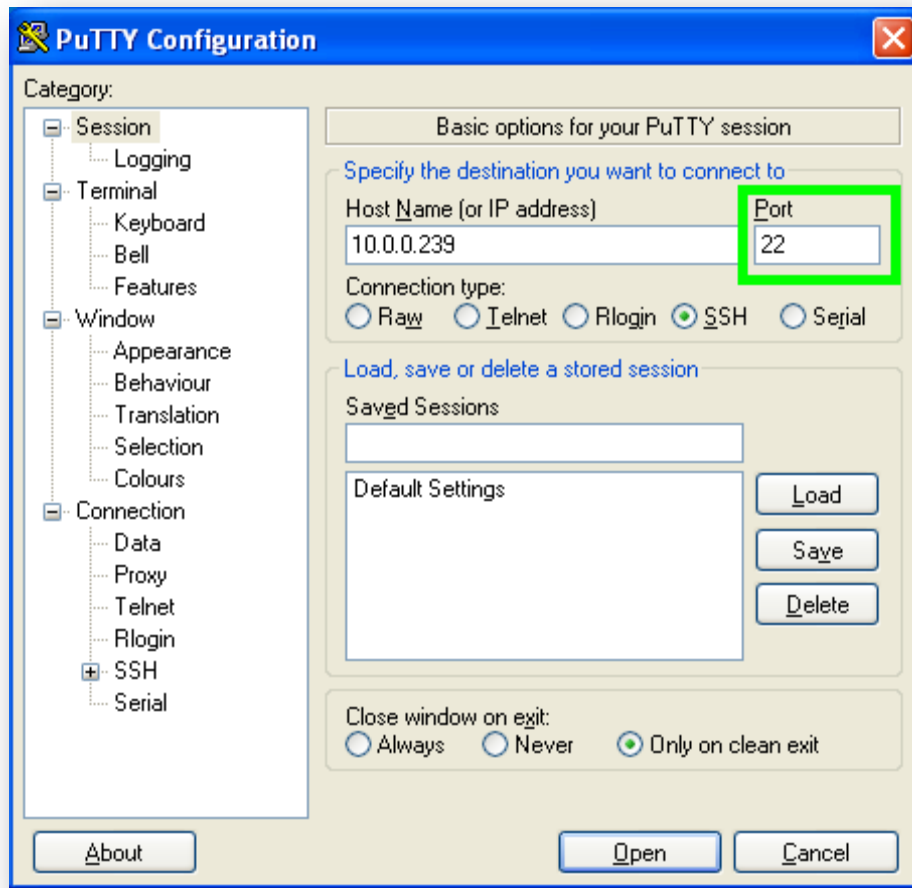 PuTTY Configuration
Category:
Session
Logging
Terminal
Keyboard
Bell
Features
Window
Appearance
Behaviour
Translation
Selection
Colours
Connection
Data
Proxy
Telnet
Rlogin
SSH
Serial
Basic options for your PuTTY session
Specify the destination you want to connect to
Host Name (or IP address) Port
10.0.0.239 22
Connection type:
Raw Telnet Rlogin SSH Serial
Load, save or delete a stored session
Saved Sessions
Default Settings
Load
Save
Delete
Close window on exit:
Always Never Only on clean exit
About Open Cancel